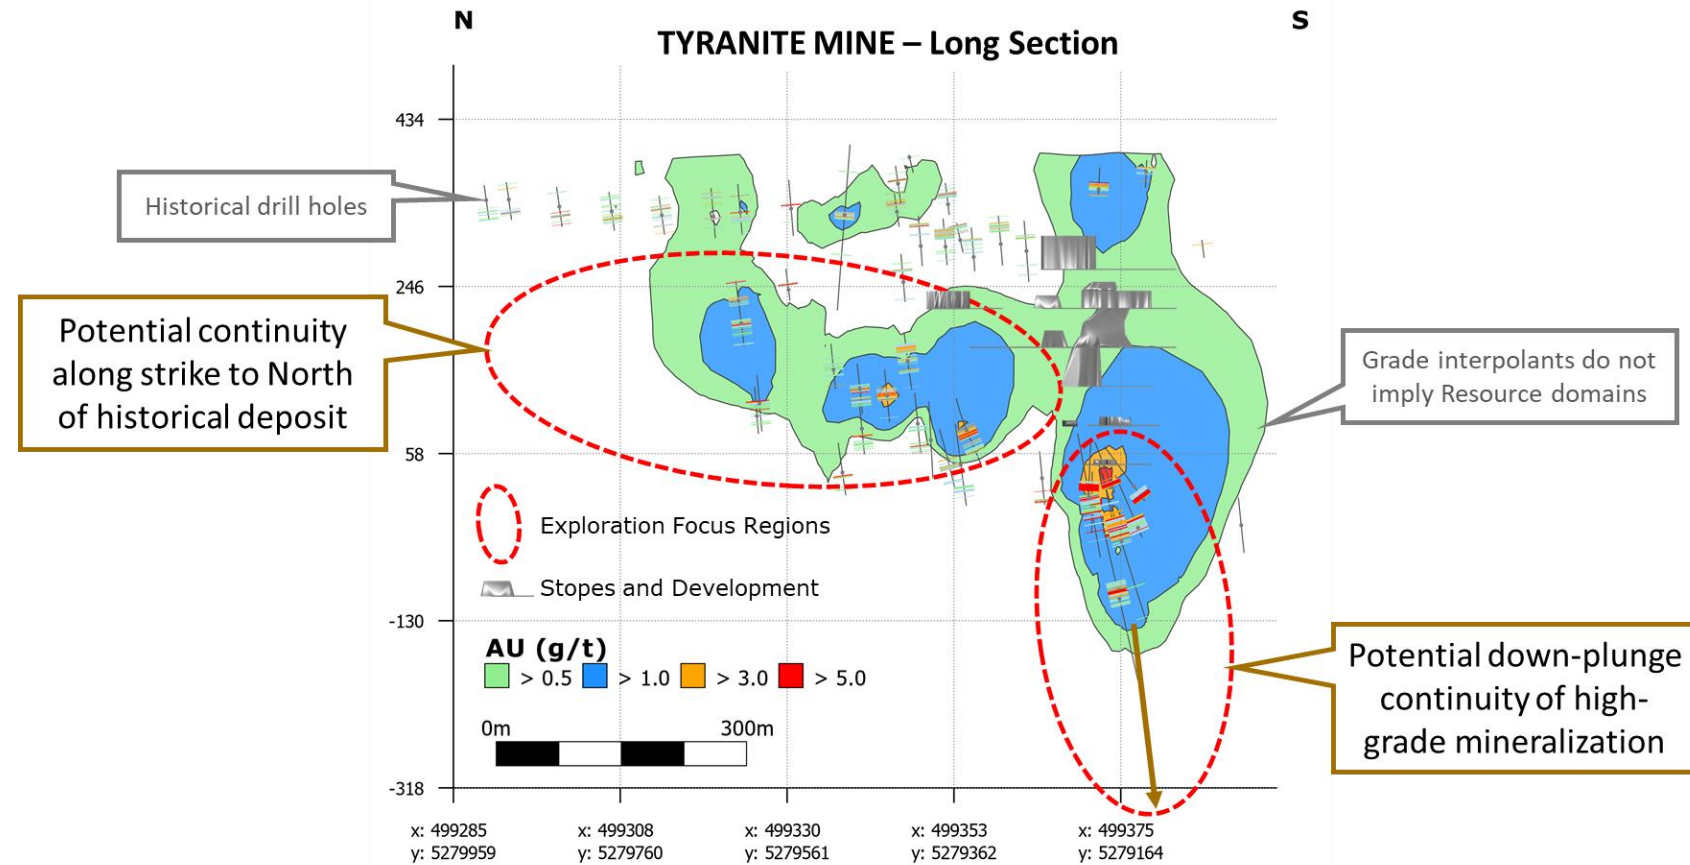 N
S
TYRANITE MINE – Long Section
434
Historical drill holes
246
Potential continuity
along strike to North
of historical deposit
Grade interpolants do not
imply Resource domains
58
Exploration Focus Regions
Stopes and Development
-130
AU (g/t)
> 0.5 > 1.0 > 3.0 > 5.0
Potential down-plunge
continuity of high-
grade mineralization
0m 300m
-318
x: 499285 x: 499308 x: 499330 x: 499353 x: 499375
y: 5279959 y: 5279760 y: 5279561 y: 5279362 y: 5279164